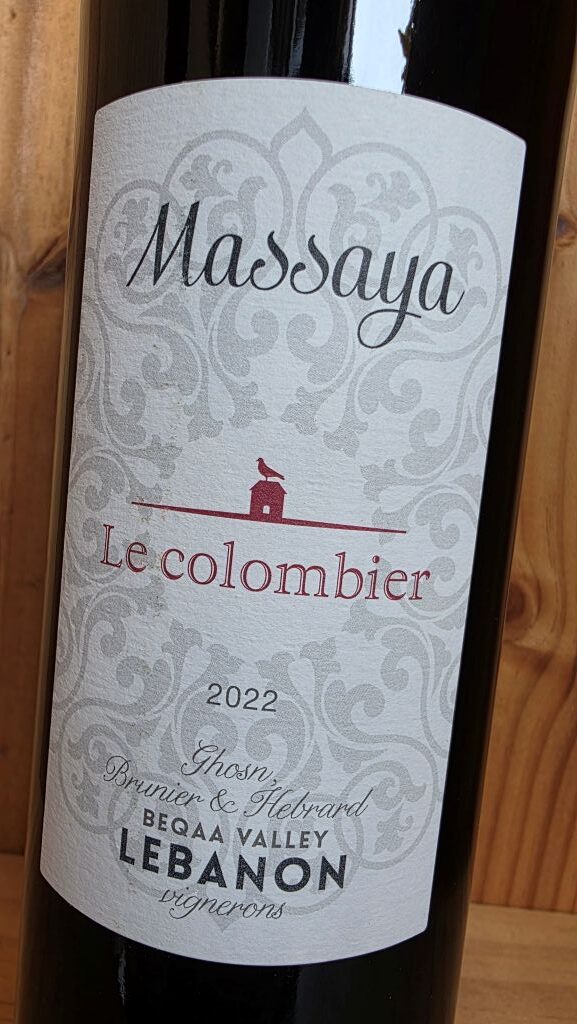 Massaya
Le colombier
2022
Ghosn,
Brunier & Hebrard
BEQAA VALLEY
LEBANON
vignerons